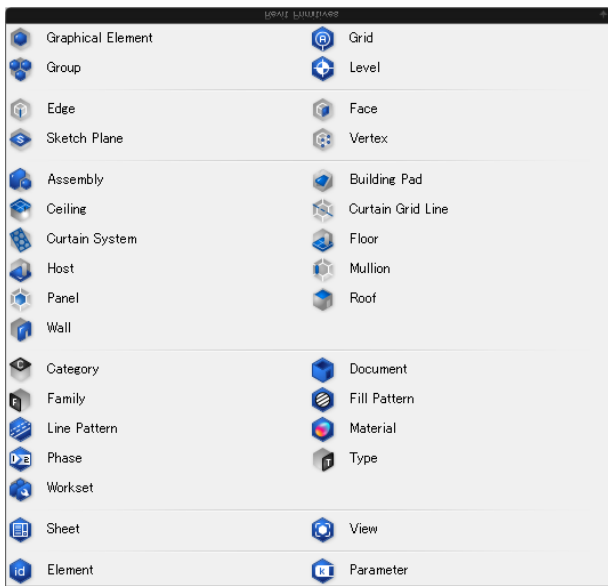 Revit Primitives
Graphical Element
Grid
Group
Level
Edge
Face
Sketch Plane
Vertex
Assembly
Building Pad
Ceiling
Curtain Grid Line
Curtain System
Floor
Host
Mullion
Panel
Roof
Wall
Category
Document
Family
Fill Pattern
Line Pattern
Material
Phase
Type
Workset
Sheet
View
Element
Parameter